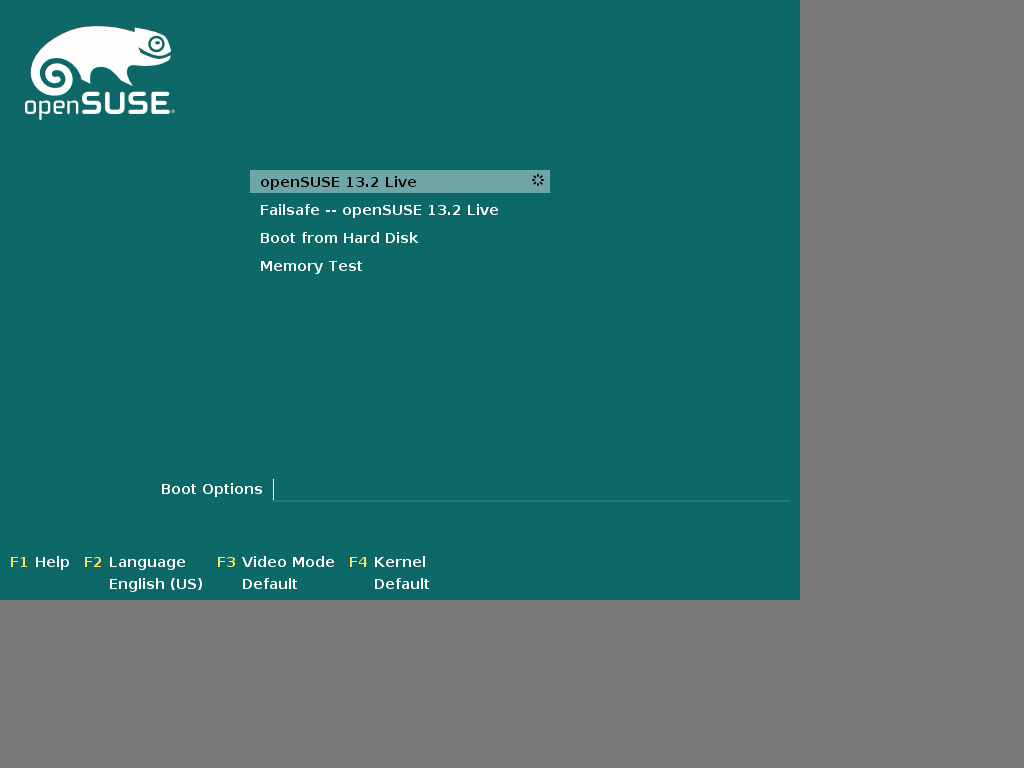 openSUSE
openSUSE 13.2 Live
Failsafe -- openSUSE 13.2 Live
Boot from Hard Disk
Memory Test
Boot Options
F1 Help F2 Language F3 Video Mode F4 Kernel
English (US) Default Default